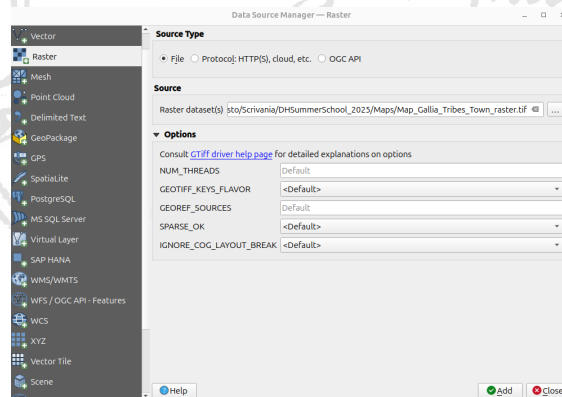 Data Source Manager — Raster
Vector
Raster
Mesh
Point Cloud
Delimited Text
GeoPackage
GPS
SpatiaLite
PostgreSQL
MS SQL Server
Virtual Layer
SAP HANA
WMS/WMTS
WFS / OGC API - Features
WCS
XYZ
Vector Tile
Scene
Source Type
File Protocol: HTTP(S), cloud, etc. OGC API
Source
Raster dataset(s) sto/Scrivania/DHSummerSchool_2025/Maps/Map_Gallia_Tribes_Town_raster.tif ...
Options
Consult GTiff driver help page for detailed explanations on options
NUM_THREADS Default
GEOTIFF_KEYS_FLAVOR <Default>
GEOREF_SOURCES Default
SPARSE_OK <Default>
IGNORE_COG_LAYOUT_BREAK <Default>
Help Add Close